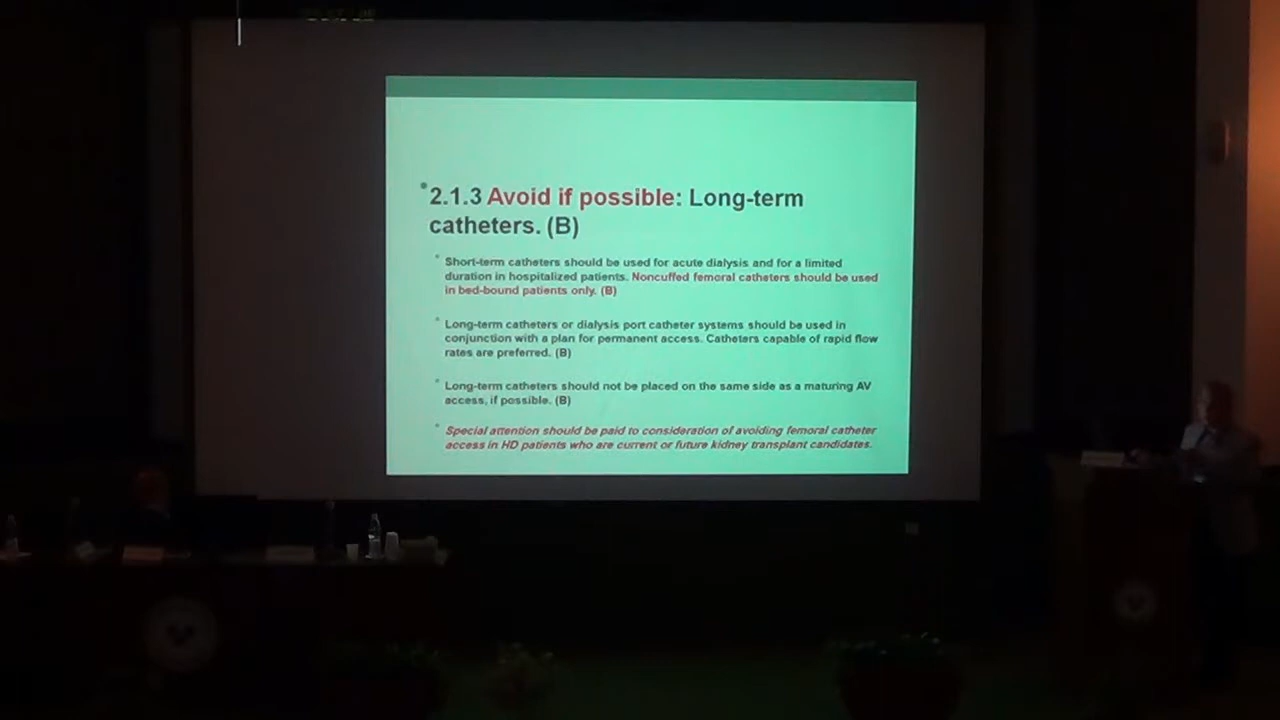 2.1.3 Avoid if possible: Long-term
catheters. (B)
Short-term catheters should be used for acute dialysis and for a limited
duration in hospitalized patients. Noncuffed femoral catheters should be used
in bed-bound patients only. (B)
Long-term catheters or dialysis port catheter systems should be used in
conjunction with a plan for permanent access. Catheters capable of rapid flow
rates are preferred. (B)
Long-term catheters should not be placed on the same side as a maturing AV
access, if possible. (B)
Special attention should be paid to consideration of avoiding femoral catheter
access in HD patients who are current or future kidney transplant candidates.